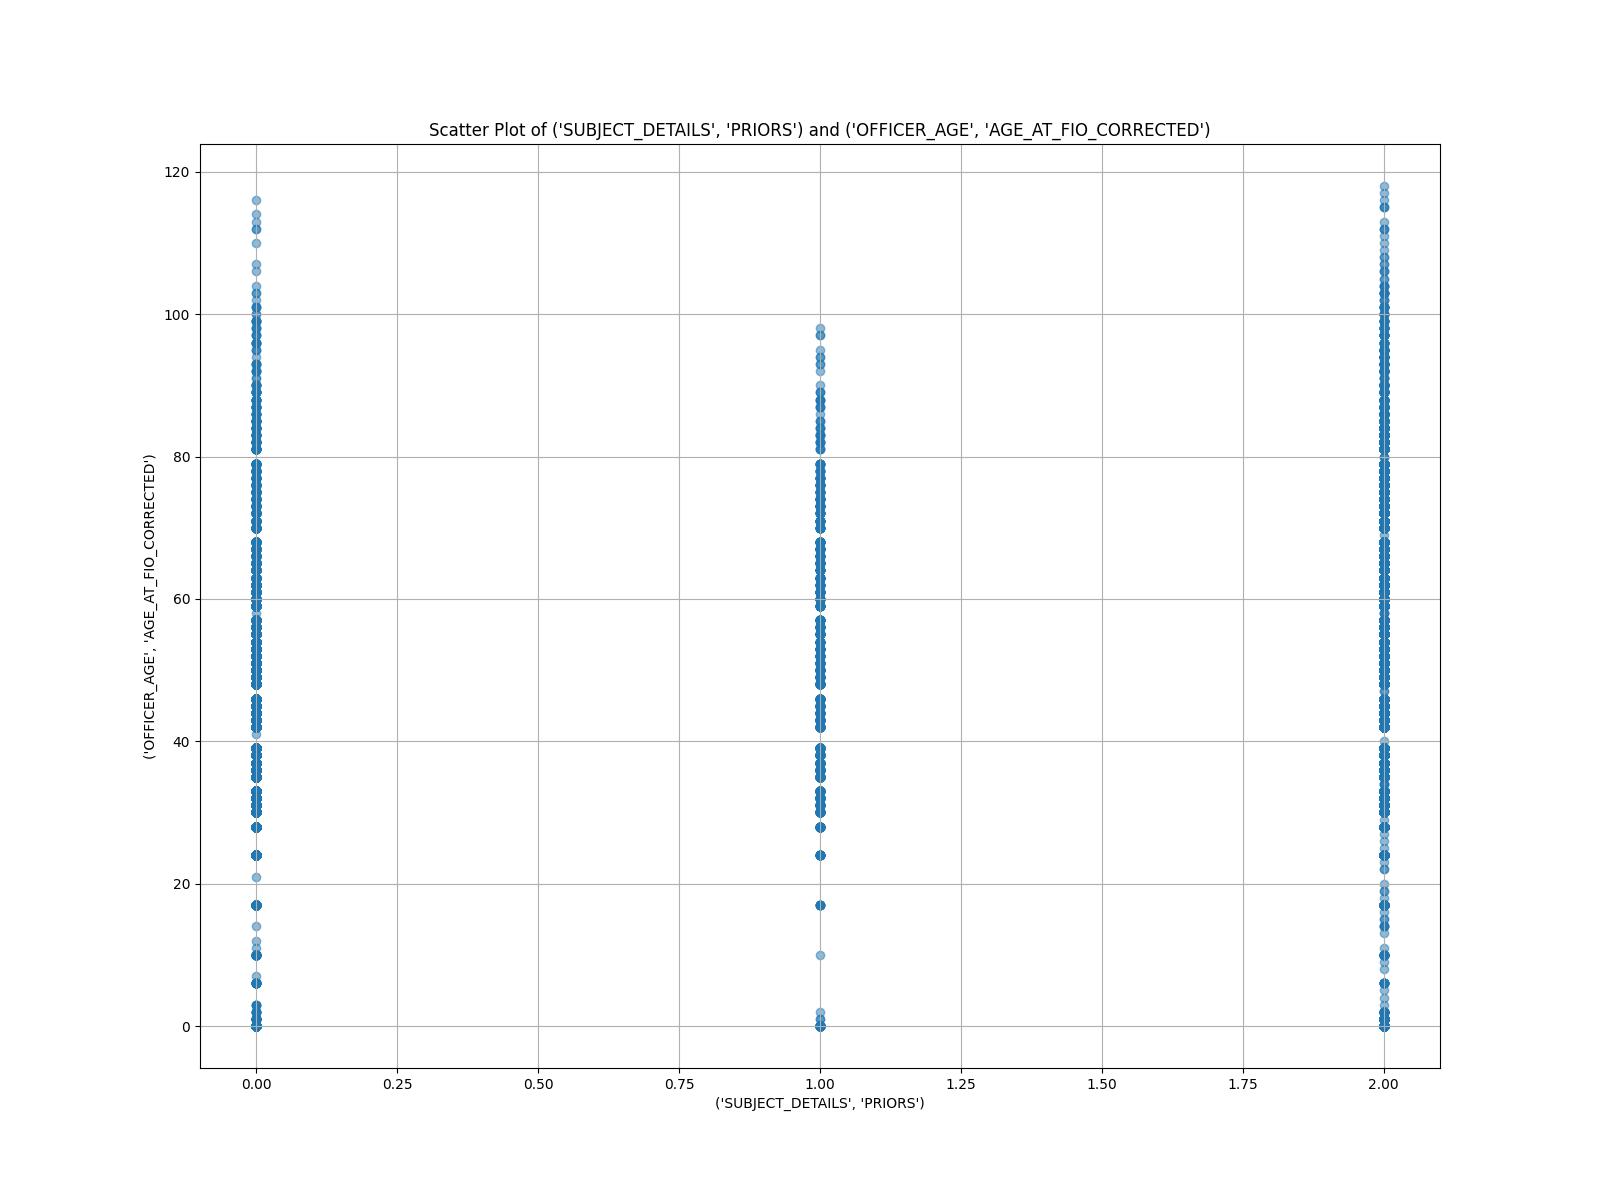 Scatter Plot of ('SUBJECT_DETAILS', 'PRIORS') and ('OFFICER_AGE', 'AGE_AT_FIO_CORRECTED')
('OFFICER_AGE', 'AGE_AT_FIO_CORRECTED')
120
100
80
60
40
20
0
0.00 0.25 0.50 0.75 1.00 1.25 1.50 1.75 2.00
('SUBJECT_DETAILS', 'PRIORS')